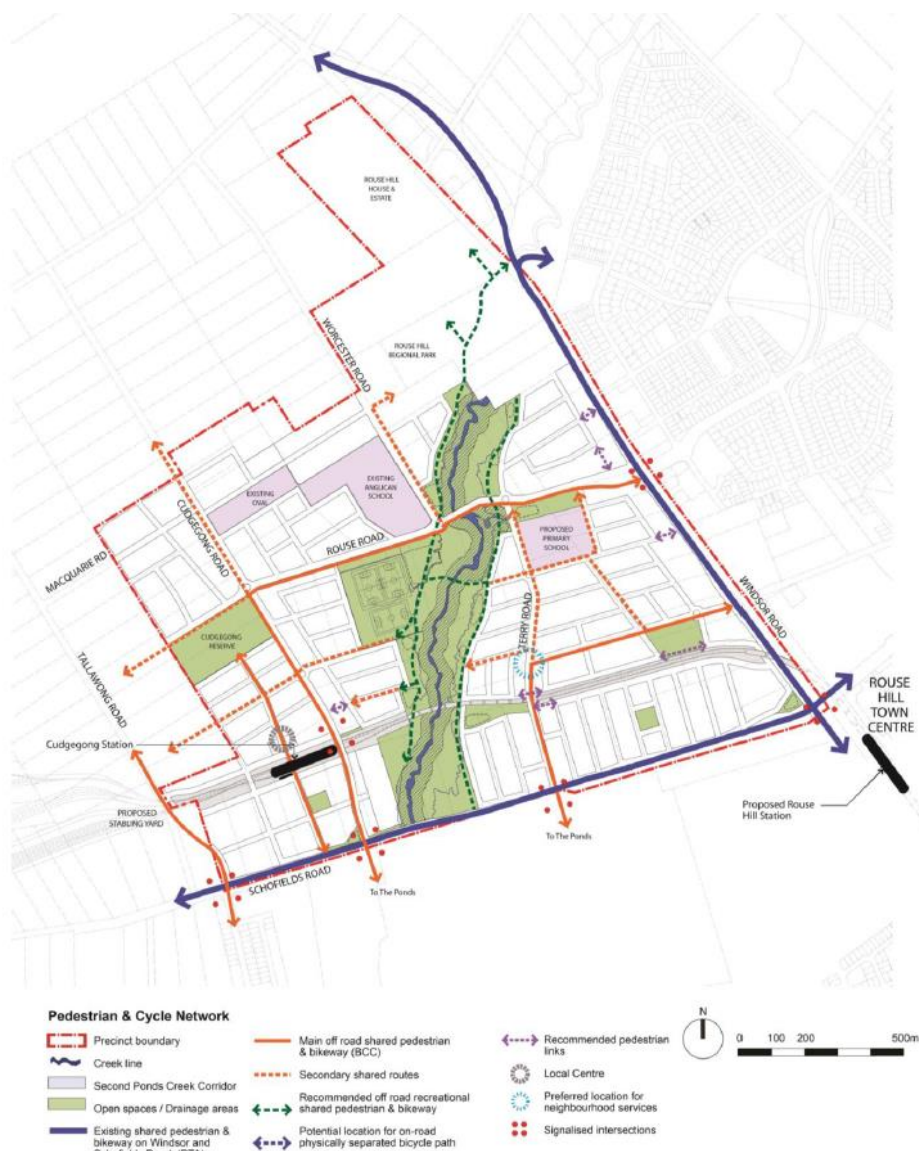 ROUSE HILL
HOUSE &
ESTATE
WORCESTER ROAD
ROUSE HILL
REGIONAL PARK
EXISTING
ANGLICAN
SCHOOL
EXISTING
OVAL
CUDGEGONG ROAD
ROUSE ROAD
MACQUARIE RD
PROPOSED
PRIMARY
SCHOOL
TERRY ROAD
WINDSOR ROAD
CUDGEGONG
RESERVE
TALLAWONG ROAD
ROUSE
HILL
TOWN
CENTRE
Cudgegong Station
PROPOSED
STABLING YARD
Proposed Rouse
Hill Station
To The Ponds
SCHOFIELDS ROAD
To The Ponds
Pedestrian & Cycle Network
Precinct boundary
Creek line
Second Ponds Creek Corridor
Open spaces / Drainage areas
Existing shared pedestrian &
bikeway on Windsor and
Main off road shared pedestrian
& bikeway (BCC)
Secondary shared routes
Recommended off road recreational
shared pedestrian & bikeway
Potential location for on-road
physically separated bicycle path
Recommended pedestrian
links
Local Centre
Preferred location for
neighbourhood services
Signalised intersections
N
0 100 200 500m